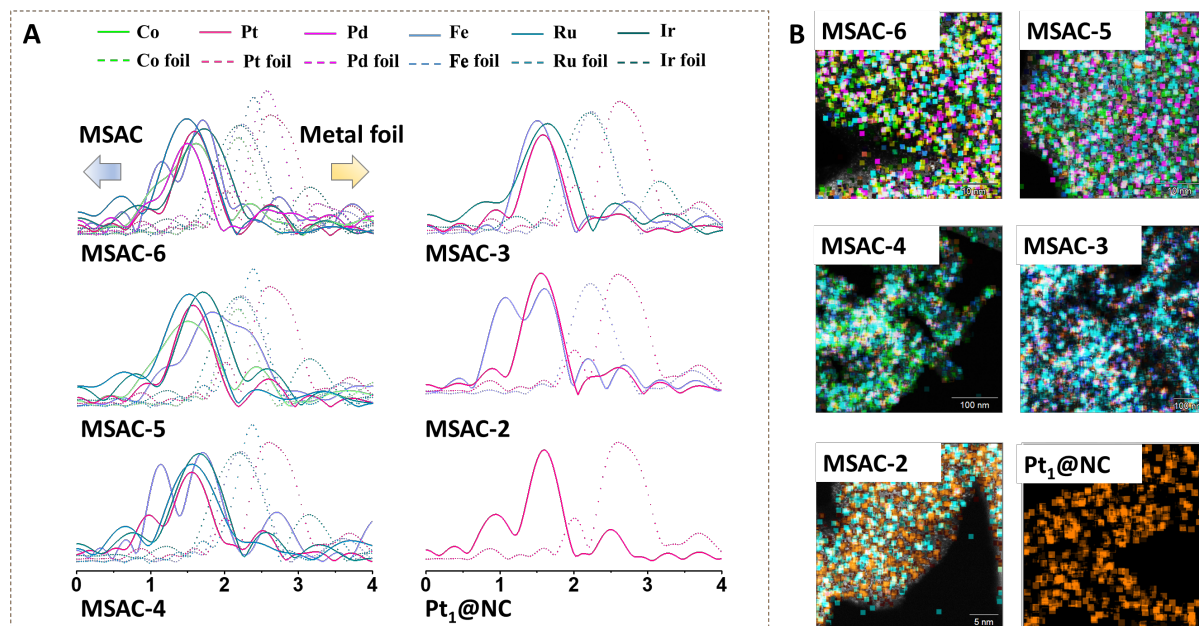 A
Co Pt Pd Fe Ru Ir
Co foil Pt foil Pd foil Fe foil Ru foil Ir foil
MSAC Metal foil
MSAC-6 MSAC-3
MSAC-5 MSAC-2
0 1 2 3 4 0 1 2 3 4
MSAC-4 Pt1@NC
B
MSAC-6 MSAC-5
10 nm
MSAC-4 MSAC-3
100 nm
MSAC-2 Pt1@NC
5 nm